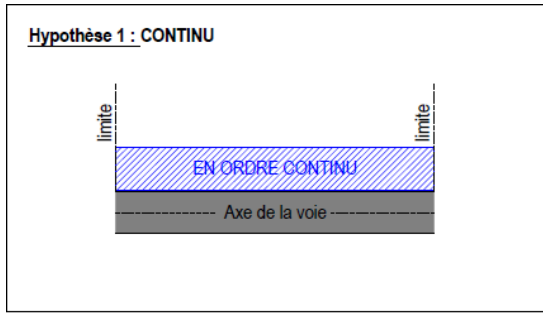 Hypothèse 1 : CONTINU
limite
limite
EN ORDRE CONTINU
Axe de la voie